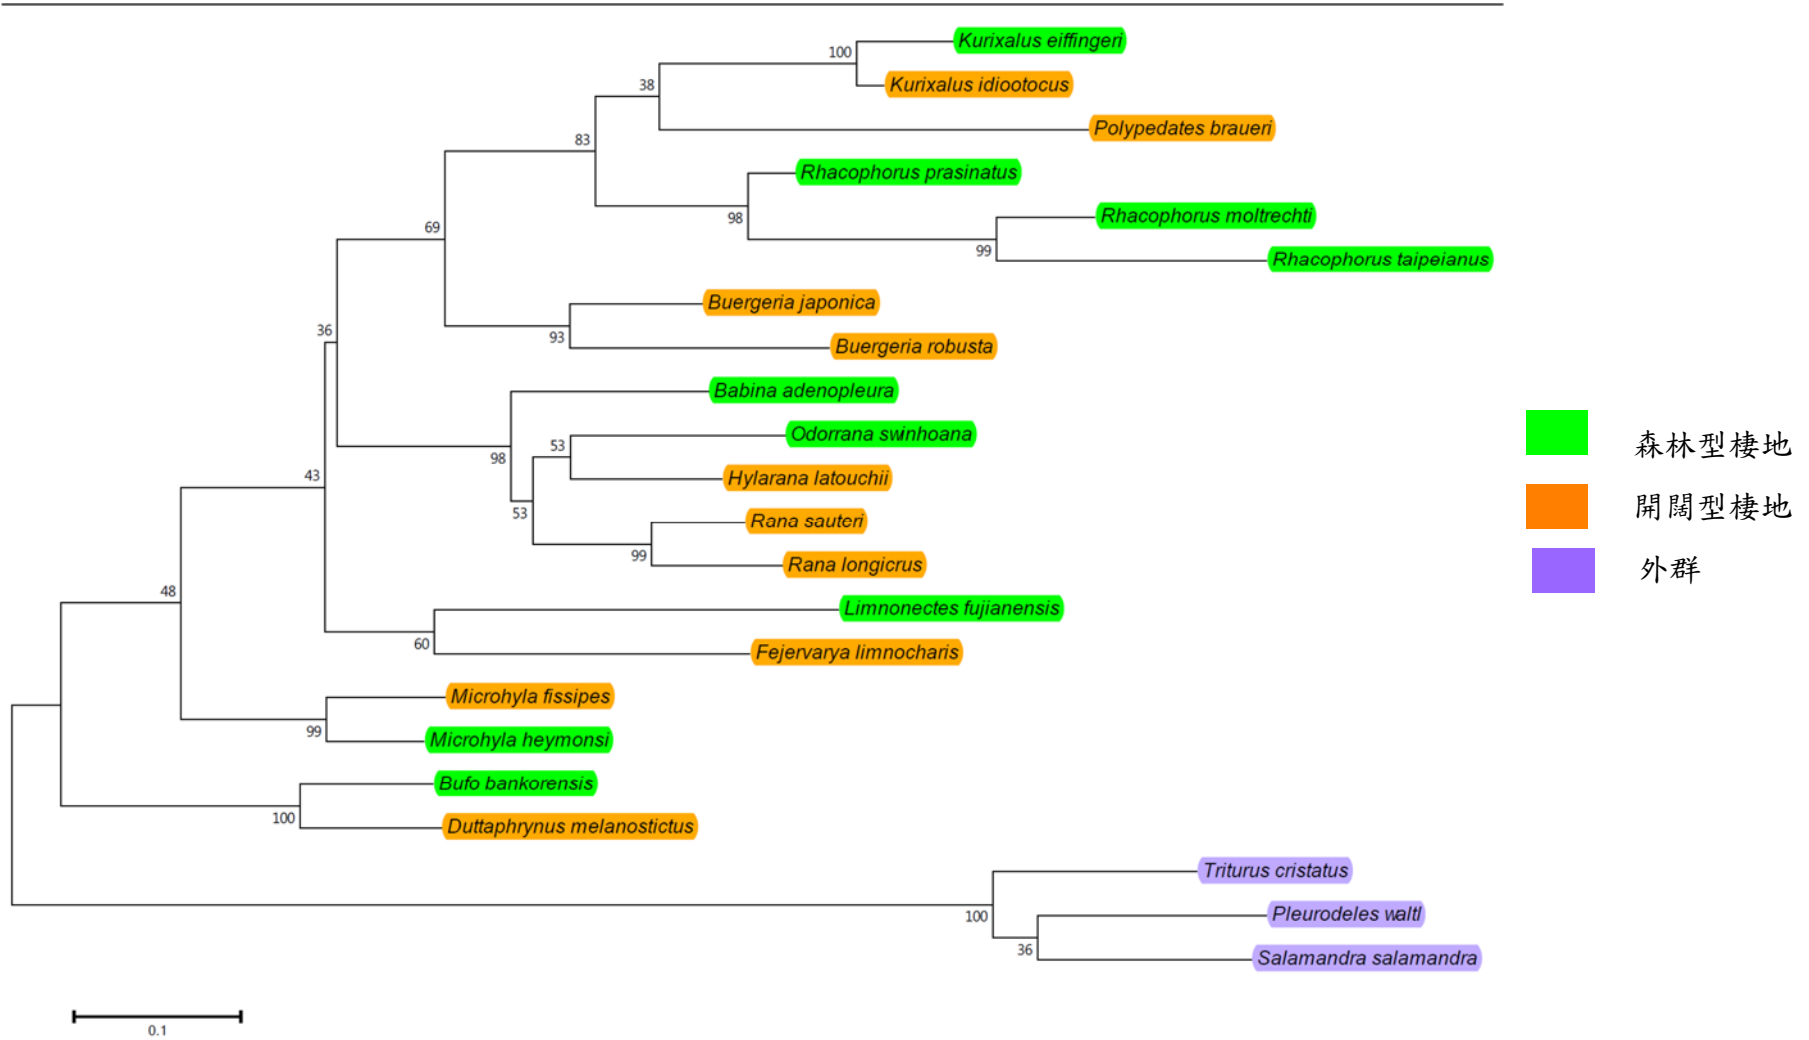 Kurixalus eiffingeri
100
Kurixalus idiootocus
38
Polypedates braueri
83
Rhacophorus prasinatus
98
Rhacophorus moltrechti
99
Rhacophorus taipeianus
69
Buergeria japonica
93
Buergeria robusta
36
Babina adenopleura
98
Odorrana swinhoana
53
Hylarana latouchii
53
Rana sauteri
99
Rana longicrus
43
Limnonectes fujianensis
60
Fejervarya limnocharis
48
Microhyla fissipes
99
Microhyla heymonsi
Bufo bankorensis
100
Duttaphrynus melanostictus
Triturus cristatus
100
Pleurodeles waltl
36
Salamandra salamandra
0.1
森林型棲地
開闊型棲地
外群